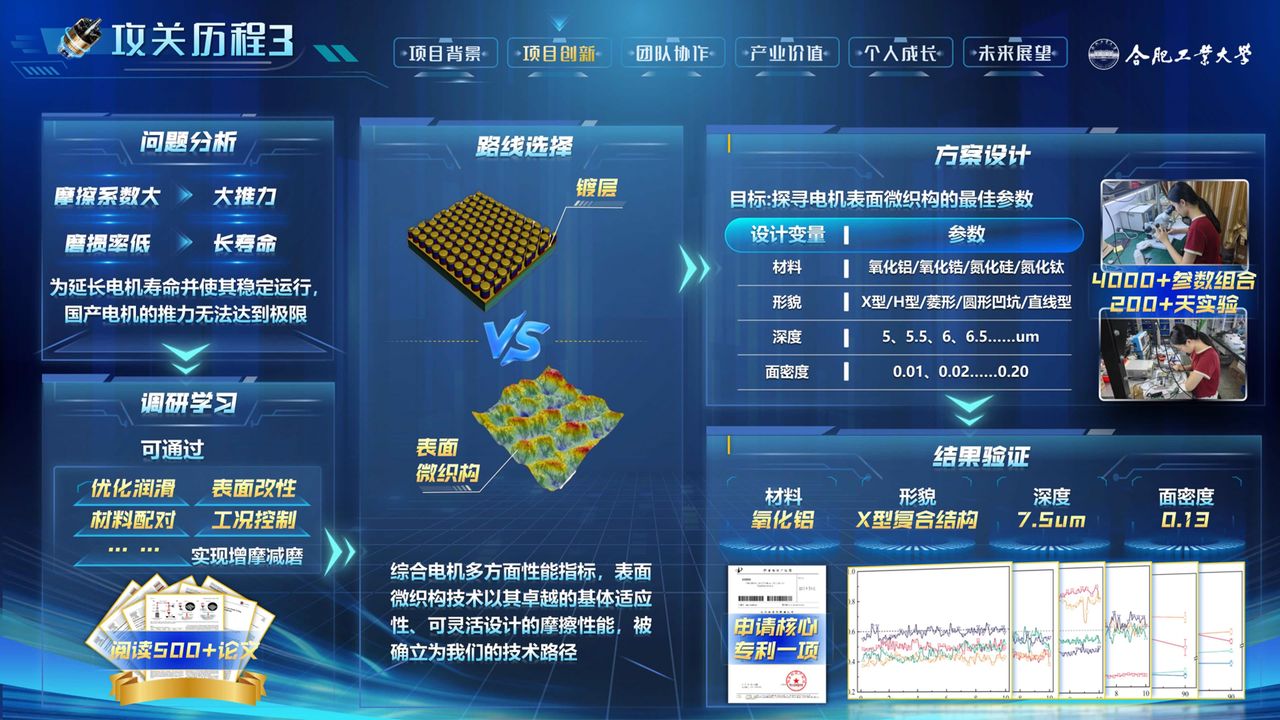 攻关历程3
项目背景
项目创新
团队协作
产业价值
个人成长
未来展望
合肥工业大学
问题分析
摩擦系数大
大推力
磨损率低
长寿命
为延长电机寿命并使其稳定运行，
国产电机的推力无法达到极限
调研学习
可通过
优化润滑
表面改性
材料配对
工况控制
... ...
实现增摩减磨
阅读500+论文
路线选择
镀层
VS
表面
微织构
综合电机多方面性能指标，表面
微织构技术以其卓越的基体适应
性、可灵活设计的摩擦性能，被
确立为我们的技术路径
方案设计
目标:探寻电机表面微织构的最佳参数
设计变量
参数
材料
氧化铝/氧化锆/氮化硅/氮化钛
形貌
X型/H型/菱形/圆形凹坑/直线型
深度
5、5.5、6、6.5......um
面密度
0.01、0.02......0.20
4000+参数组合
200+天实验
结果验证
材料
氧化铝
形貌
X型复合结构
深度
7.5um
面密度
0.13
申请核心
专利一项